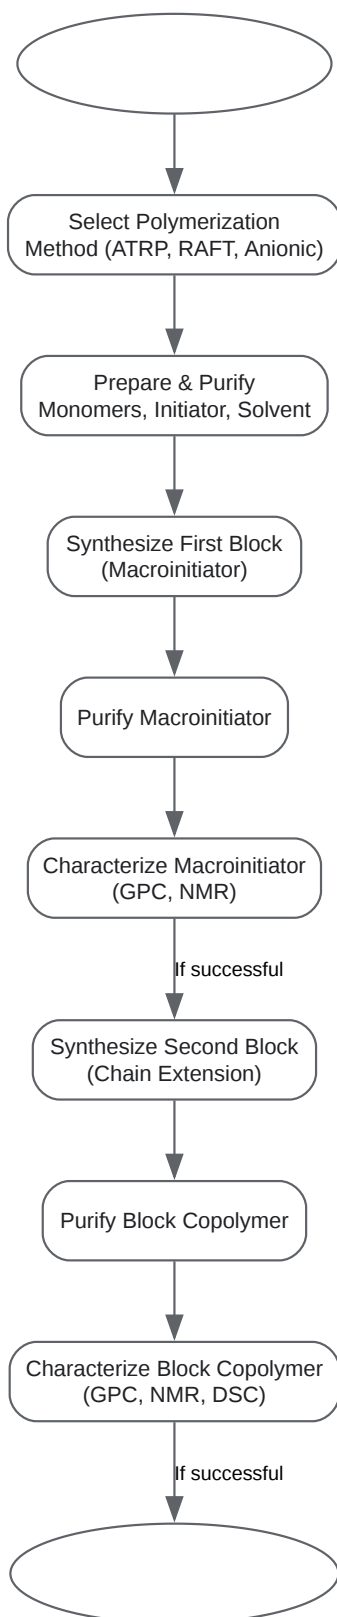 Select Polymerization
Method (ATRP, RAFT, Anionic)
Prepare & Purify
Monomers, Initiator, Solvent
Synthesize First Block
(Macroinitiator)
Purify Macroinitiator
Characterize Macroinitiator
(GPC, NMR)
If successful
Synthesize Second Block
(Chain Extension)
Purify Block Copolymer
Characterize Block Copolymer
(GPC, NMR, DSC)
If successful